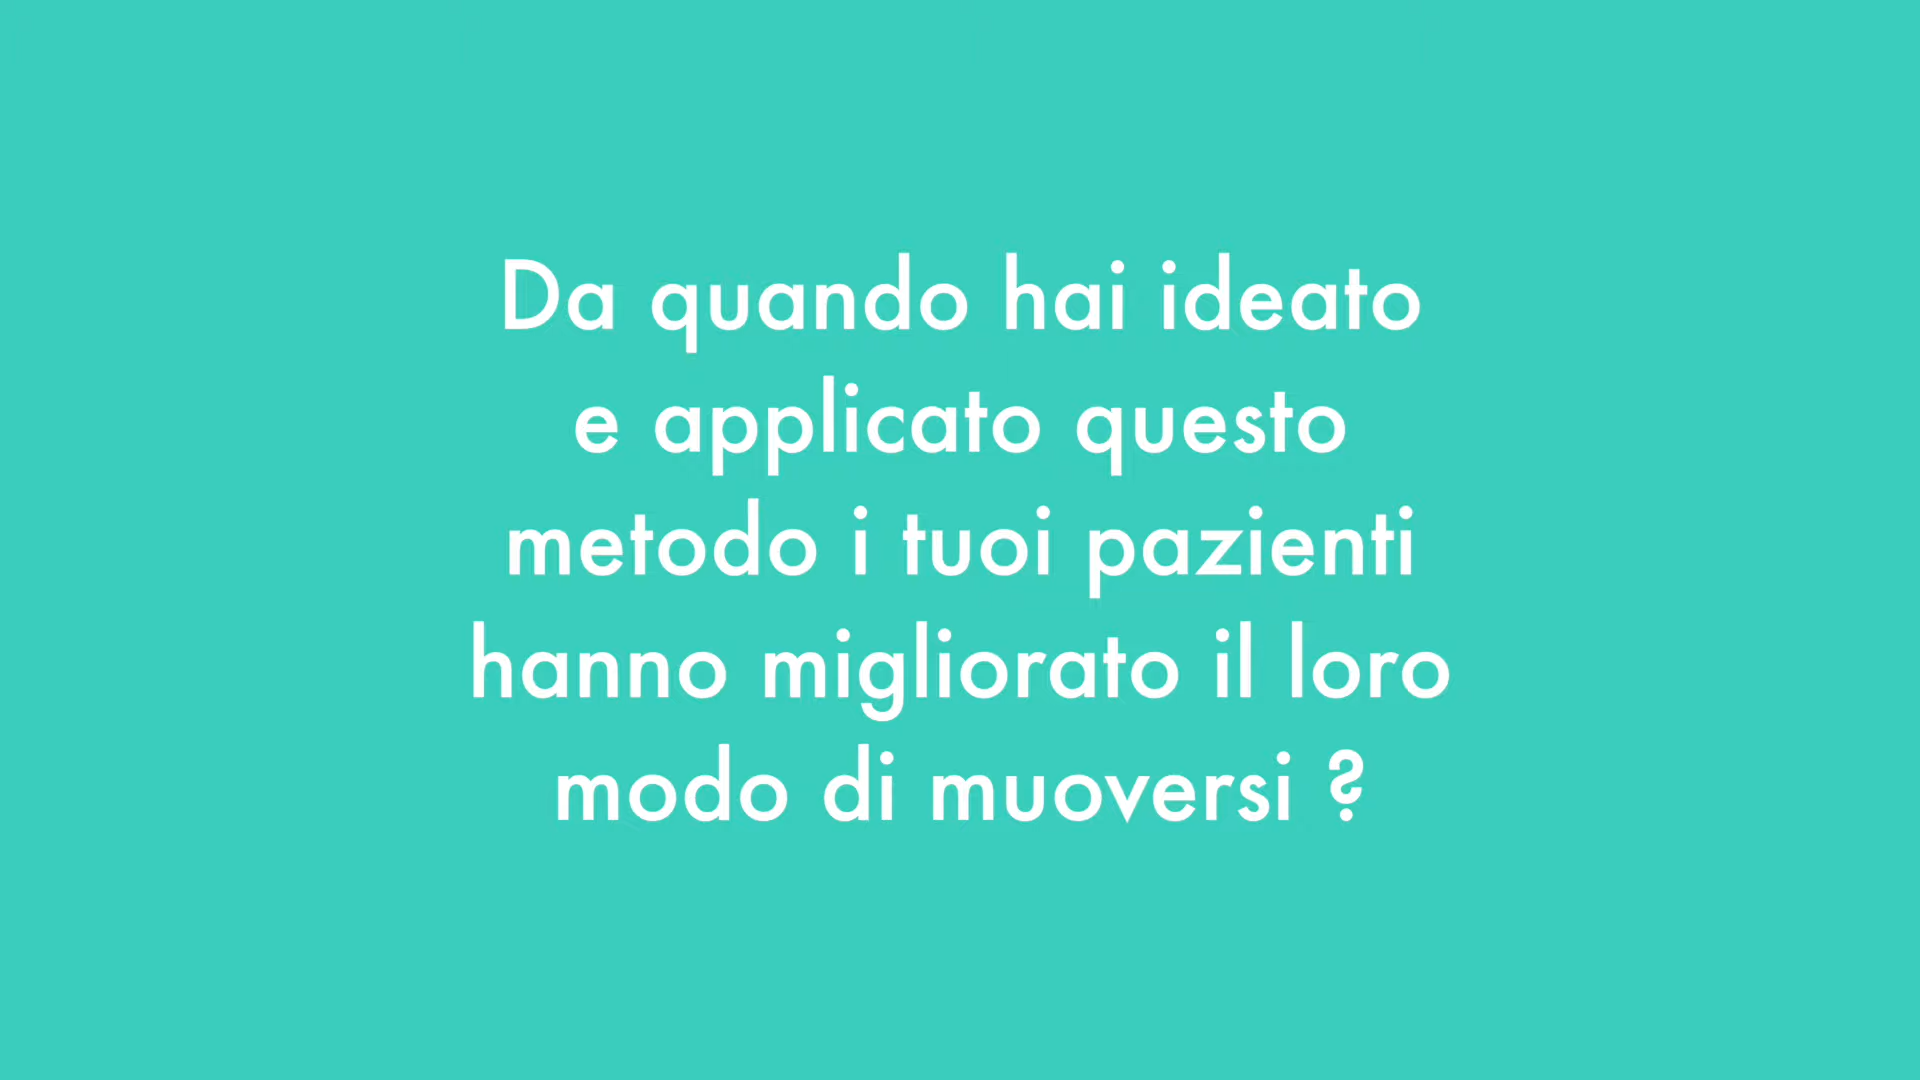 Da quando hai ideato
e applicato questo
metodo i tuoi pazienti
hanno migliorato il loro
modo di muoversi ?